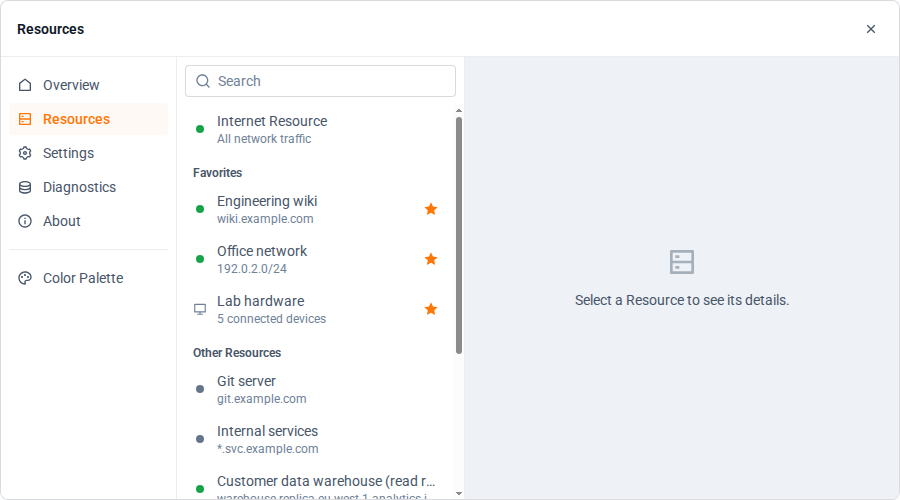 Resources
Overview
Resources
Settings
Diagnostics
About
Color Palette
Search
Internet Resource
All network traffic
Favorites
Engineering wiki
wiki.example.com
Office network
192.0.2.0/24
Lab hardware
5 connected devices
Other Resources
Git server
git.example.com
Internal services
*.svc.example.com
Customer data warehouse (read r…
Select a Resource to see its details.